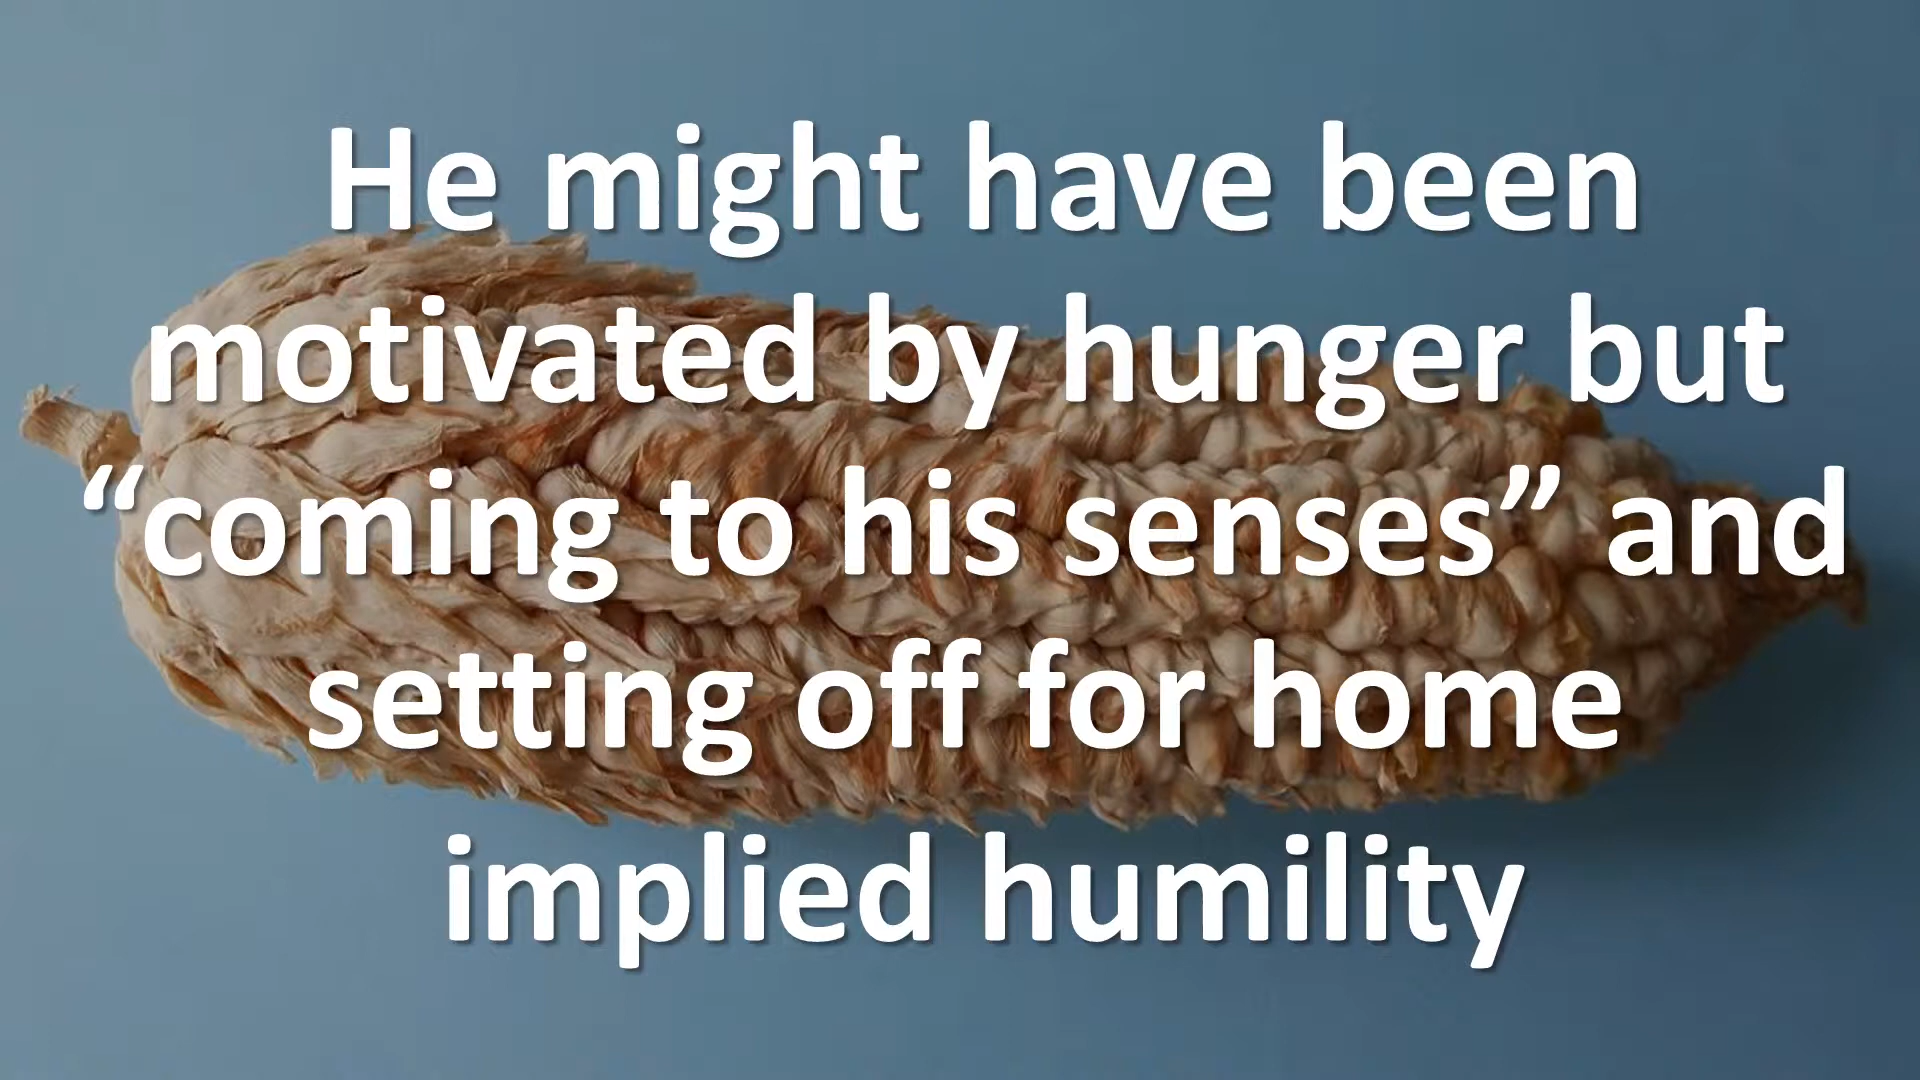 He might have been
motivated by hunger but
“coming to his senses” and
setting off for home
implied humility